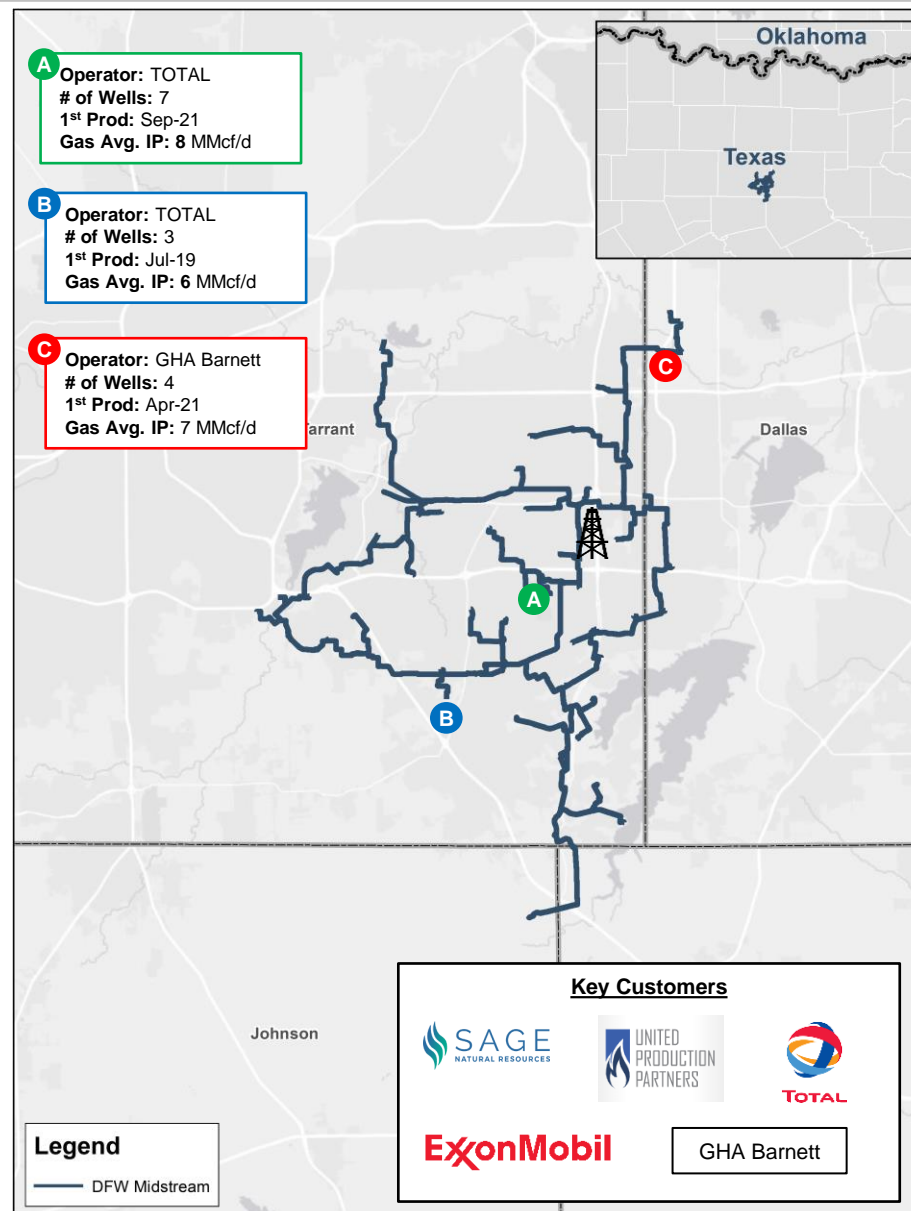 A
Operator: TOTAL
# of Wells: 7
1st Prod: Sep-21
Gas Avg. IP: 8 MMcf/d
B
Operator: TOTAL
# of Wells: 3
1st Prod: Jul-19
Gas Avg. IP: 6 MMcf/d
C
Operator: GHA Barnett
# of Wells: 4
1st Prod: Apr-21
Gas Avg. IP: 7 MMcf/d
Oklahoma
Texas
C
arrant
Dallas
A
B
Johnson
Key Customers
SAGE
NATURAL RESOURCES
UNITED
PRODUCTION
PARTNERS
TOTAL
ExxonMobil
GHA Barnett
Legend
DFW Midstream